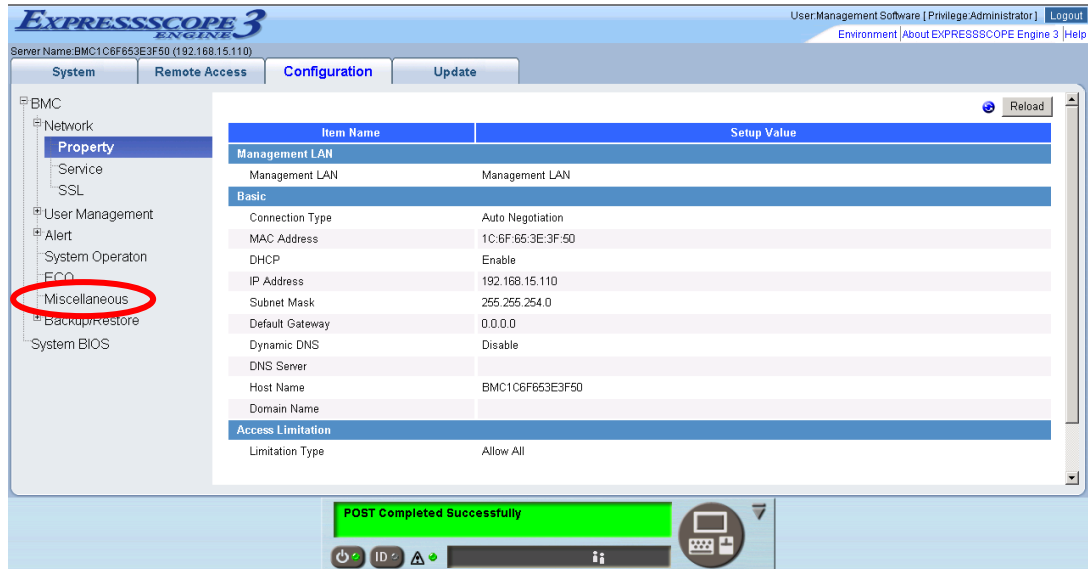 EXPRESSSCOPE ENGINE 3
User:Management Software [ Privilege:Administrator ] Logout
Environment |About EXPRESSSCOPE Engine 3 |Help
Server Name:BMC1C6F653E3F50 (192.168.15.110)
System Remote Access Configuration Update
BMC
Network
Property
Service
SSL
User Management
Alert
System Operaton
ECO
Miscellaneous
Backup/Restore
System BIOS
Reload
Item Name Setup Value
Management LAN
Management LAN Management LAN
Basic
Connection Type Auto Negotiation
MAC Address 1C:6F:65:3E:3F:50
DHCP Enable
IP Address 192.168.15.110
Subnet Mask 255.255.254.0
Default Gateway 0.0.0.0
Dynamic DNS Disable
DNS Server
Host Name BMC1C6F653E3F50
Domain Name
Access Limitation
Limitation Type Allow All
POST Completed Successfully
ID